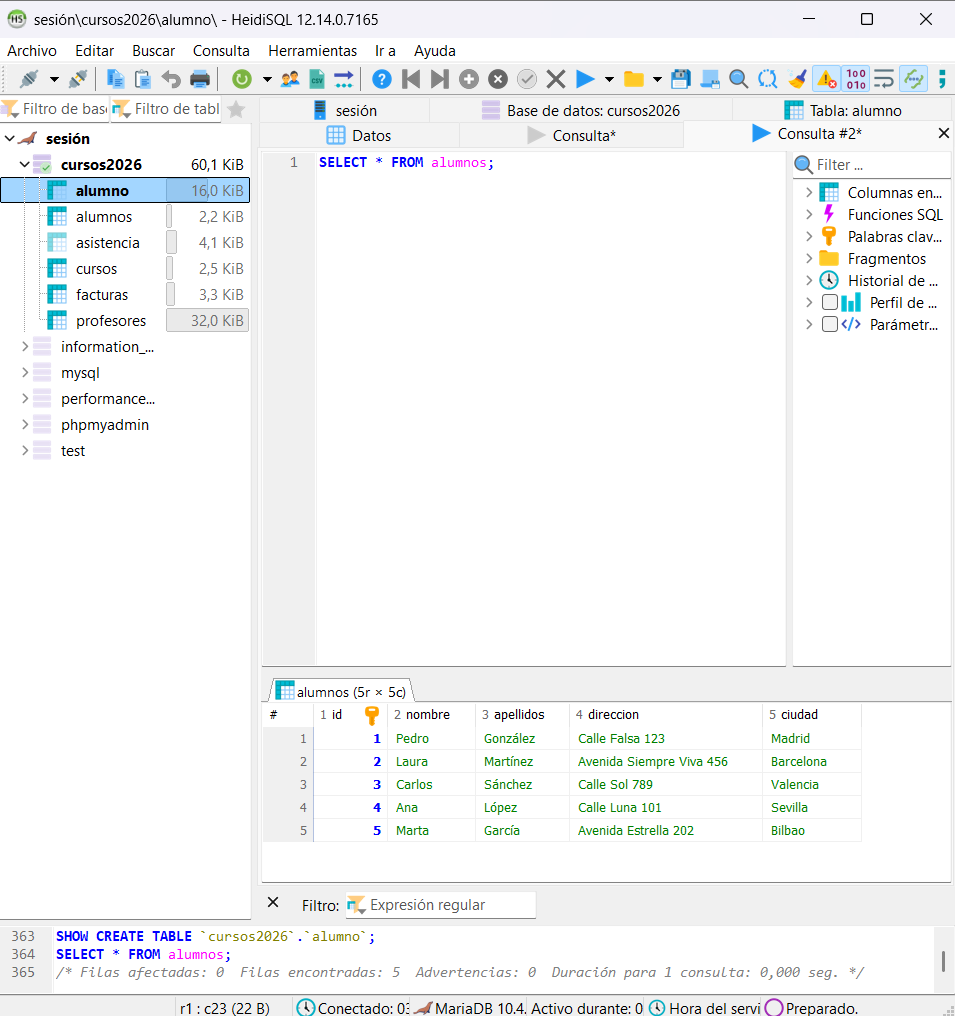 sesión\cursos2026\alumno\ - HeidiSQL 12.14.0.7165
Archivo Editar Buscar Consulta Herramientas Ir a Ayuda
Filtro de bas Filtro de tabl
sesión
cursos2026 60,1 KiB
alumno 16,0 KiB
alumnos 2,2 KiB
asistencia 4,1 KiB
cursos 2,5 KiB
facturas 3,3 KiB
profesores 32,0 KiB
information_...
mysql
performance...
phpmyadmin
test
sesión Base de datos: cursos2026 Tabla: alumno
Datos Consulta* Consulta #2*
1 SELECT * FROM alumnos;
Filter ...
Columnas en...
Funciones SQL
Palabras clav...
Fragmentos
Historial de ...
Perfil de ...
Parámetr...
alumnos (5r × 5c)
# 1 id 2 nombre 3 apellidos 4 direccion 5 ciudad
1 1 Pedro González Calle Falsa 123 Madrid
2 2 Laura Martínez Avenida Siempre Viva 456 Barcelona
3 3 Carlos Sánchez Calle Sol 789 Valencia
4 4 Ana López Calle Luna 101 Sevilla
5 5 Marta García Avenida Estrella 202 Bilbao
Filtro: Expresión regular
363 SHOW CREATE TABLE `cursos2026`.`alumno`;
364 SELECT * FROM alumnos;
365 /* Filas afectadas: 0 Filas encontradas: 5 Advertencias: 0 Duración para 1 consulta: 0,000 seg. */
r1 : c23 (22 B) Conectado: 03 MariaDB 10.4. Activo durante: 0 Hora del servi Preparado.